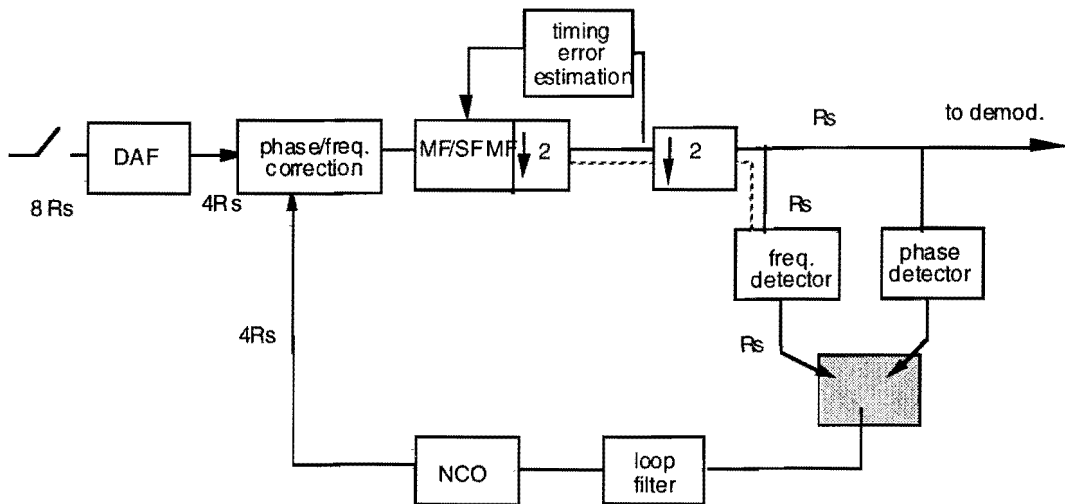 timing
error
estimation
Rs
to demod.
DAF
phase/freq.
correction
MF/SFMF
2
2
8 Rs
4Rs
Rs
freq.
detector
phase
detector
4Rs
Rs
NCO
loop
filter